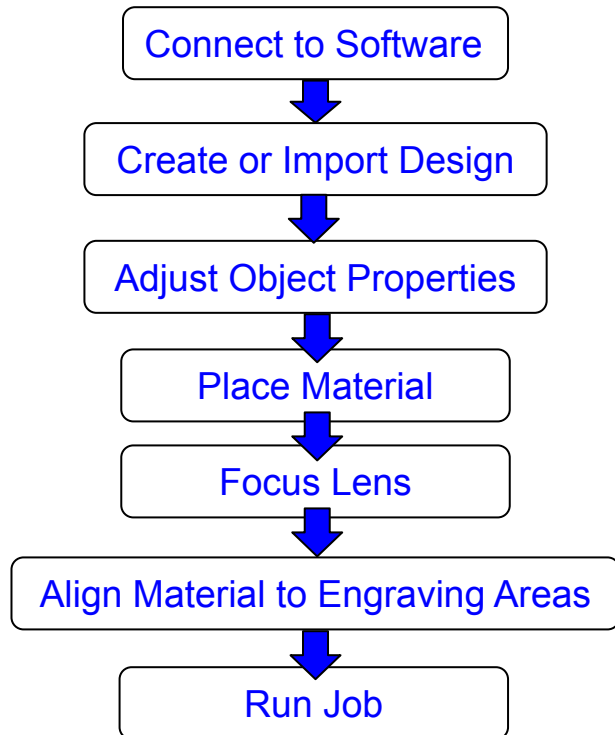 Connect to Software
Create or Import Design
Adjust Object Properties
Place Material
Focus Lens
Align Material to Engraving Areas
Run Job